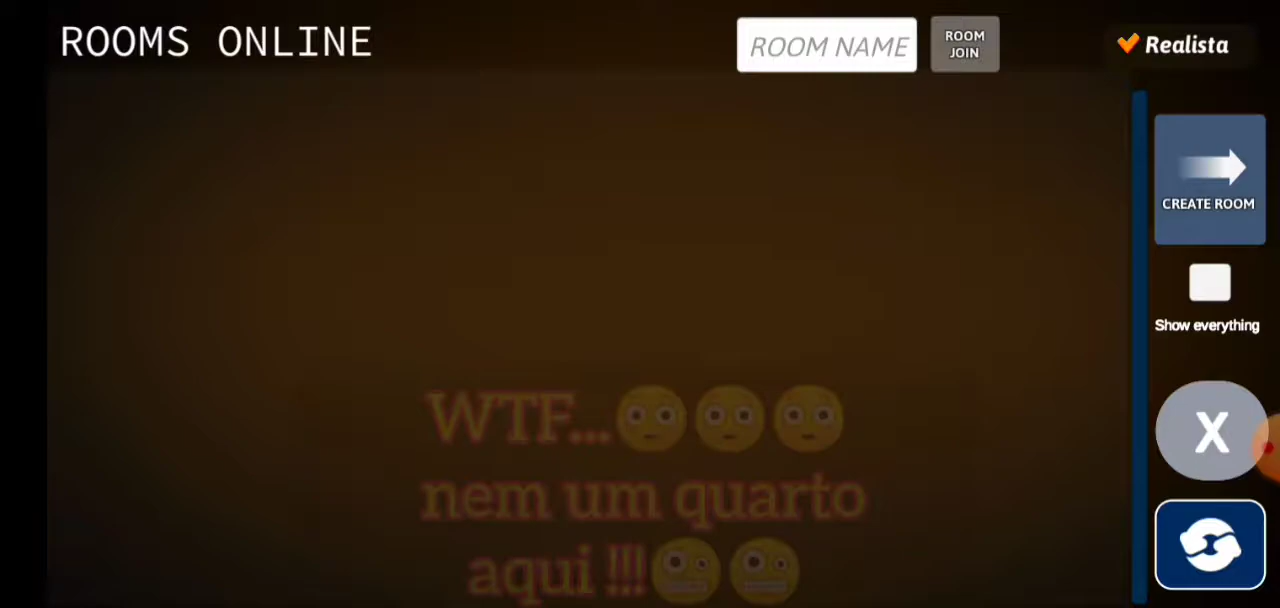 ROOMS ONLINE
ROOM NAME
ROOM
JOIN
Realista
CREATE ROOM
Show everything
X
WTF...😳😳😳
nem um quarto
aqui !!!🤪🤪